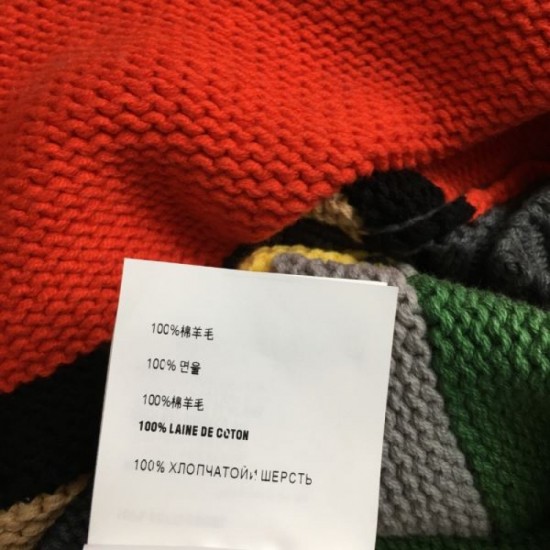 100%棉羊毛
100% 면울
100%棉羊毛
100% LAINE DE COTON
100% ХЛОПЧАТОЙ ШЕРСТЬ